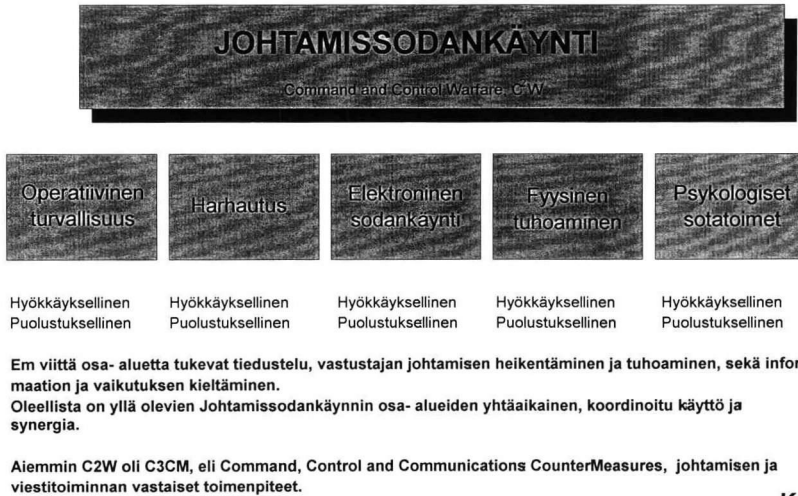 JOHTAMISSODANKÄYNTI
Command and Control Warfare, C²W
Operatiivinen
turvallisuus
Harhautus
Elektroninen
sodankäynti
Fyysinen
tuhoaminen
Psykologiset
sotatoimet
Hyökkäyksellinen Hyökkäyksellinen Hyökkäyksellinen Hyökkäyksellinen Hyökkäyksellinen
Puolustuksellinen Puolustuksellinen Puolustuksellinen Puolustuksellinen Puolustuksellinen
Em viittä osa- aluetta tukevat tiedustelu, vastustajan johtamisen heikentäminen ja tuhoaminen, sekä infor
maation ja vaikutuksen kieltäminen.
Oleellista on yllä olevien Johtamissodankäynnin osa- alueiden yhtäaikainen, koordinoitu käyttö ja
synergia.
Aiemmin C2W oli C3CM, eli Command, Control and Communications CounterMeasures, johtamisen ja
viestitoiminnan vastaiset toimenpiteet.